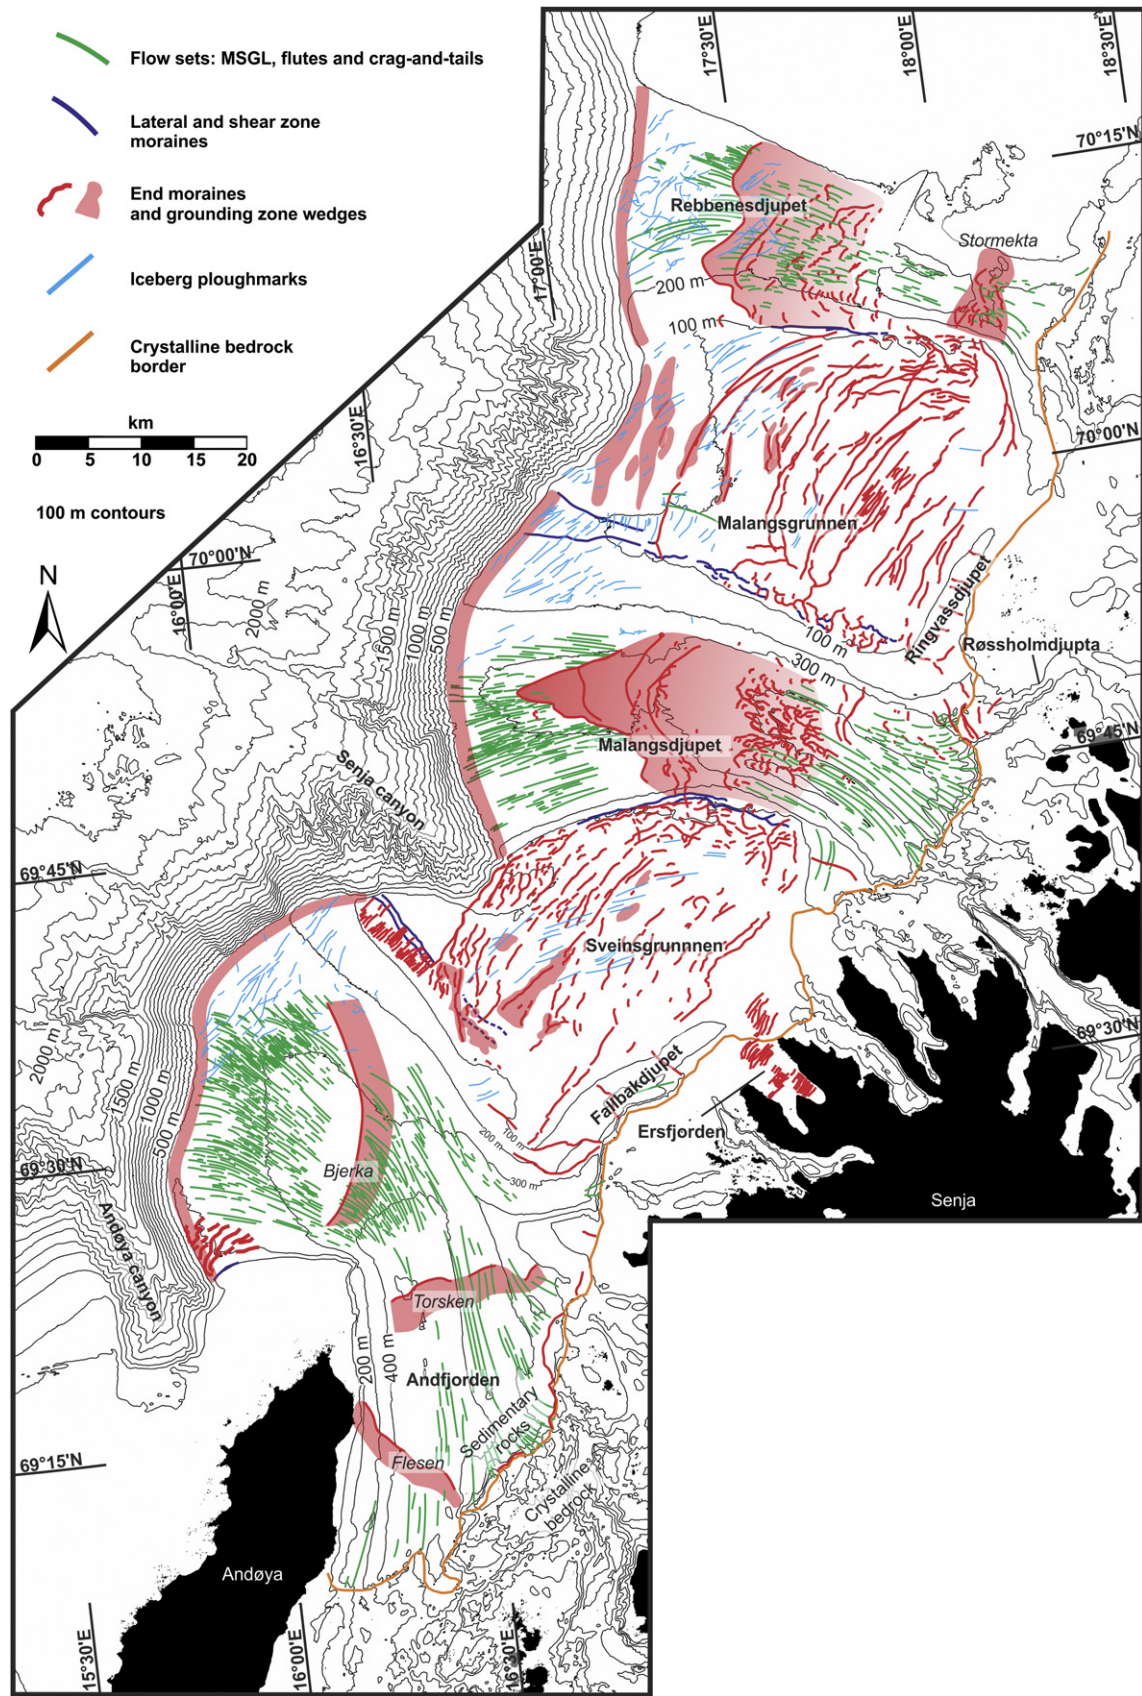 Flow sets: MSGL, flutes and crag-and-tails
Lateral and shear zone
moraines
End moraines
and grounding zone wedges
Iceberg ploughmarks
Crystalline bedrock
border
km
0 5 10 15 20
100 m contours
N
17°30'E
18°00'E
18°30'E
70°15'N
Rebbenesdjupet
Stormekta
17°00'E
200 m
100 m
16°30'E
70°00'N
Malangsgrunnen
70°00'N
16°00'E
2000 m
1500 m
1000 m
500 m
Ringvassdjupet
100 m
300 m
Røssholmdjupta
69°45'N
Malangsdjupet
Senja canyon
69°45'N
Sveinsgrunnnen
69°30'N
2000 m
1500 m
1000 m
500 m
Fallbakdjupet
Ersfjorden
100 m
200 m
300 m
69°30'N
Bjerka
Senja
Andøya canyon
Torsken
200 m
400 m
Andfjorden
Sedimentary
rocks
69°15'N
Flesen
Crystalline
bedrock
Andøya
15°30'E
16°00'E
16°30'E